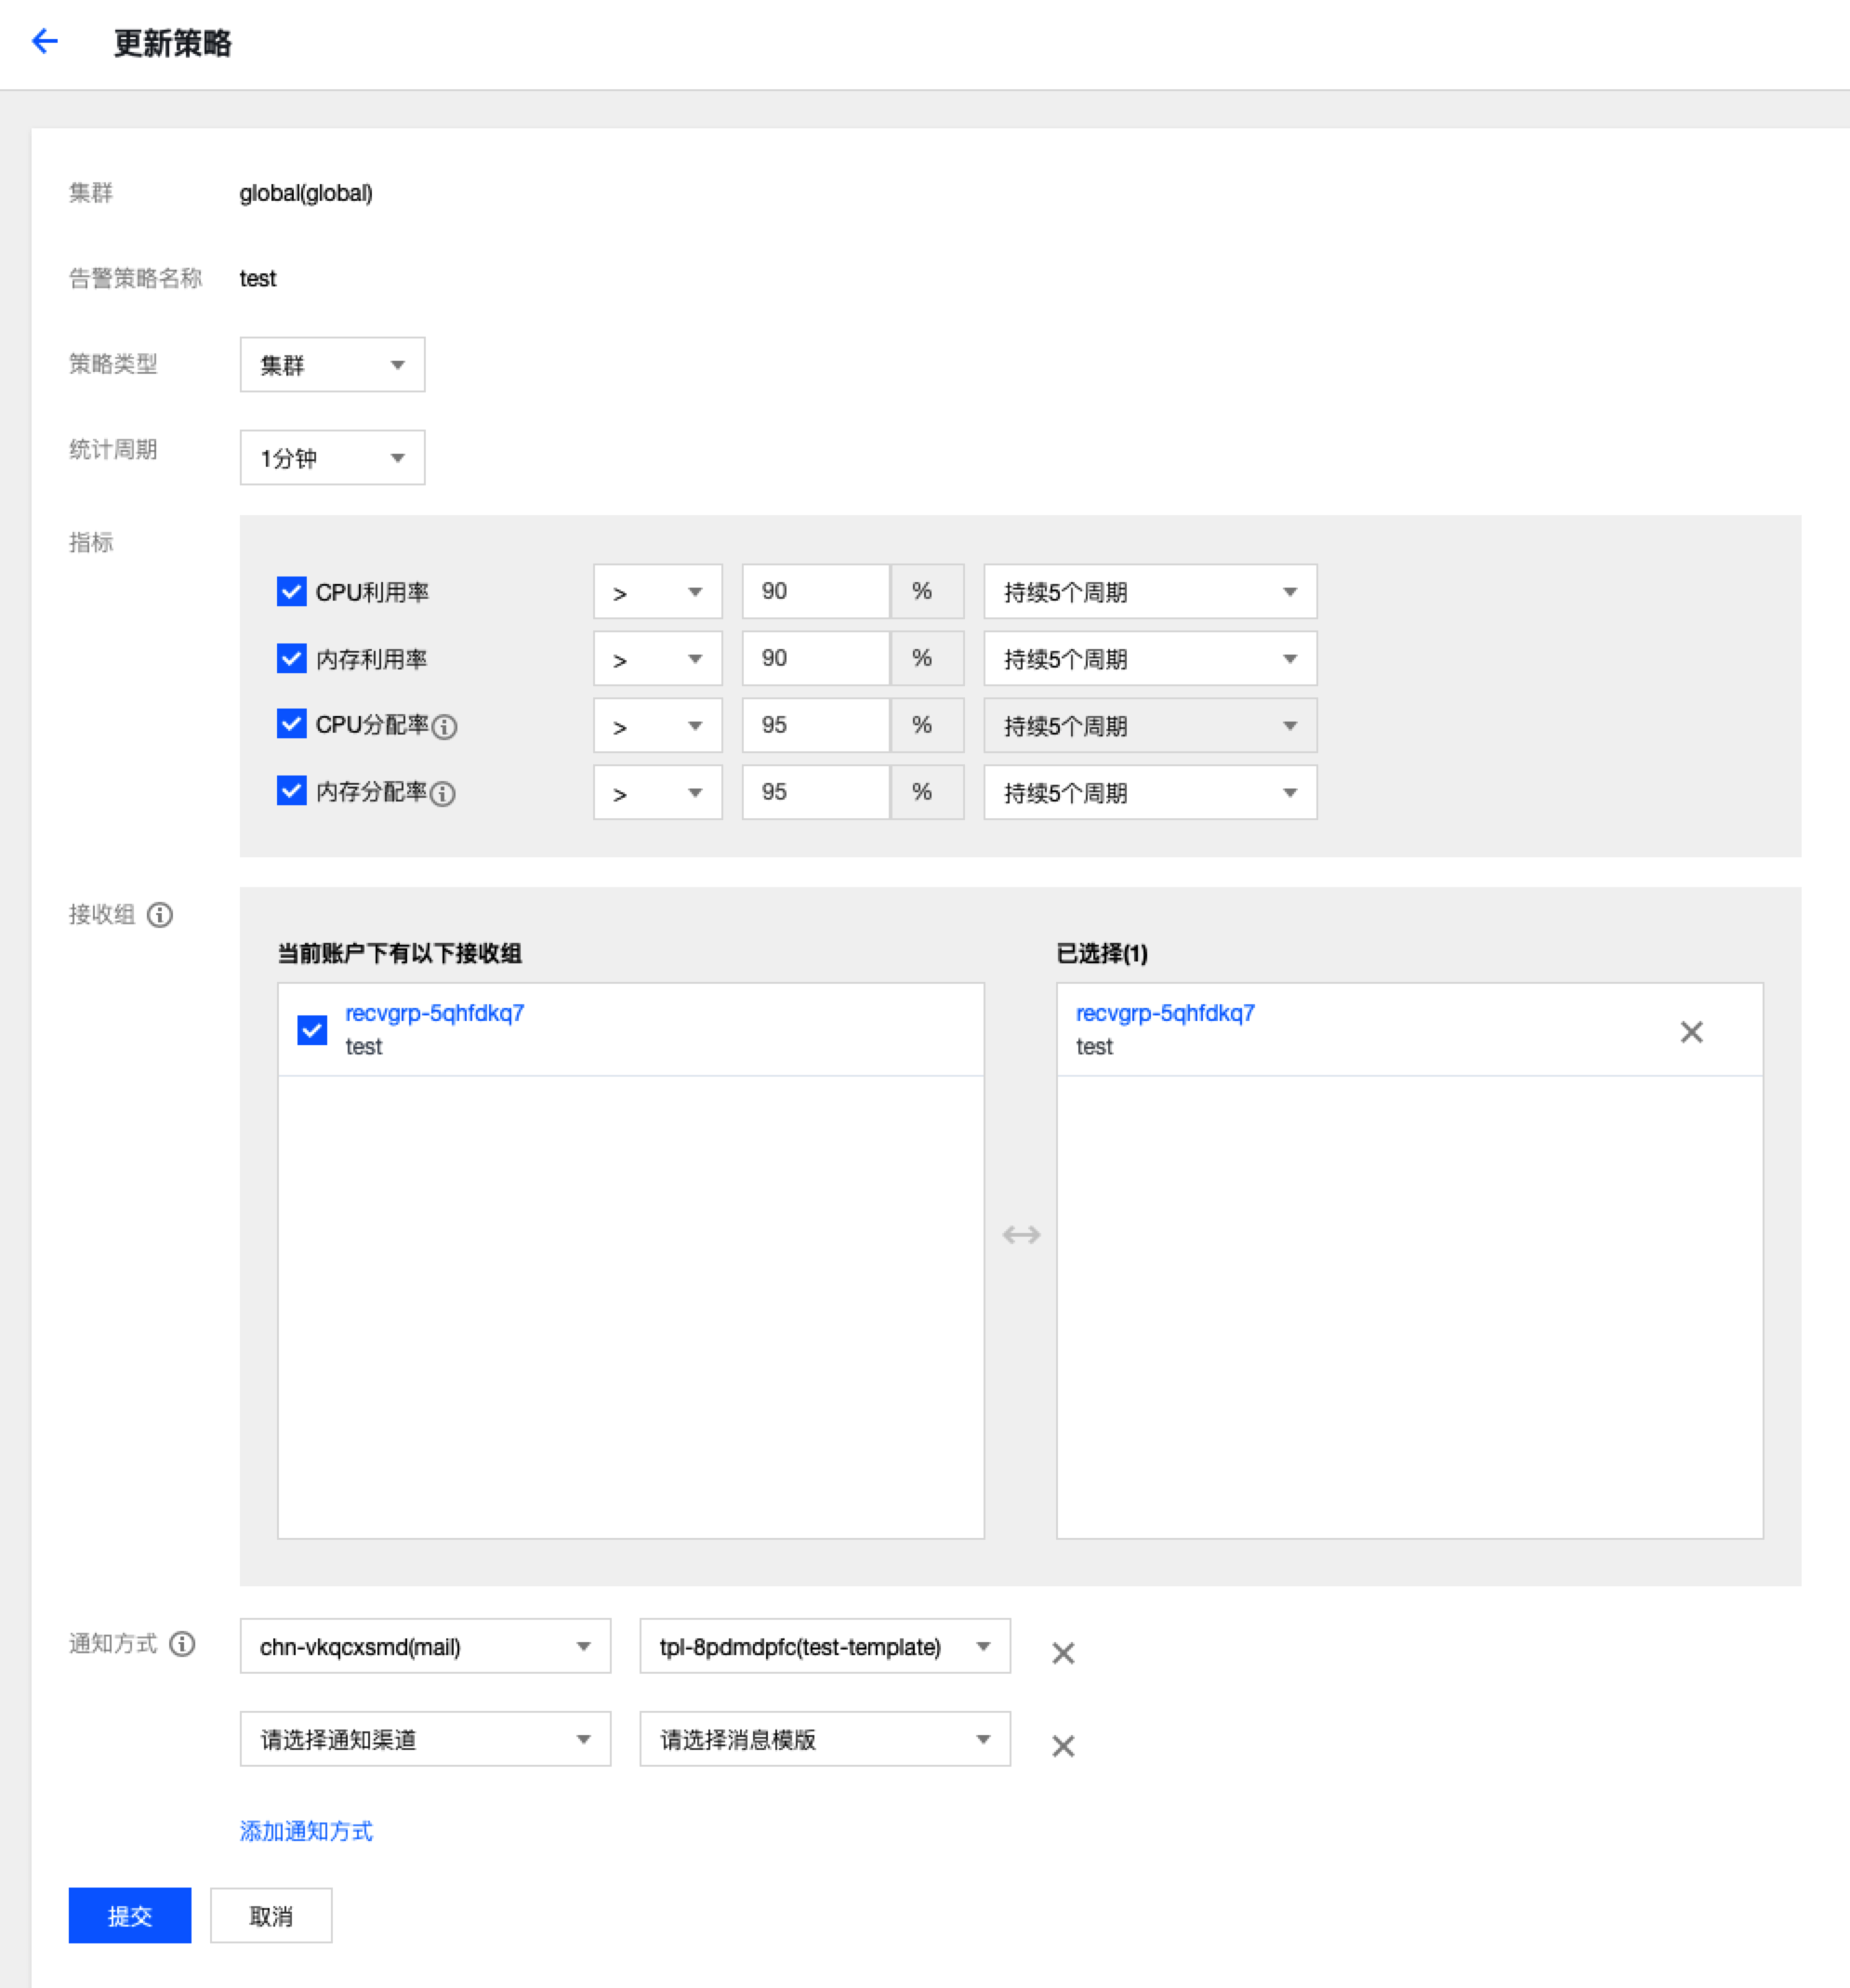 更新策略
集群 global(global)
告警策略名称 test
策略类型 集群
统计周期 1分钟
指标
CPU利用率 > 90 % 持续5个周期
内存利用率 > 90 % 持续5个周期
CPU分配率 > 95 % 持续5个周期
内存分配率 > 95 % 持续5个周期
接收组
当前账户下有以下接收组 已选择(1)
recvgrp-5qhfdkq7 recvgrp-5qhfdkq7
test test
通知方式 chn-vkqcxsmd(mail) tpl-8pdmdpfc(test-template)
请选择通知渠道 请选择消息模版
添加通知方式
提交 取消